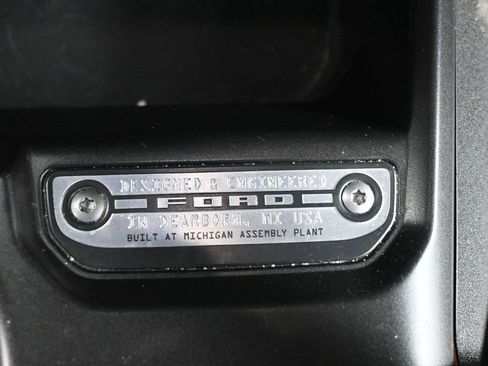 DESIGNED & ENGINEERED
FORD
IN DEARBORN, MI USA
BUILT AT MICHIGAN ASSEMBLY PLANT